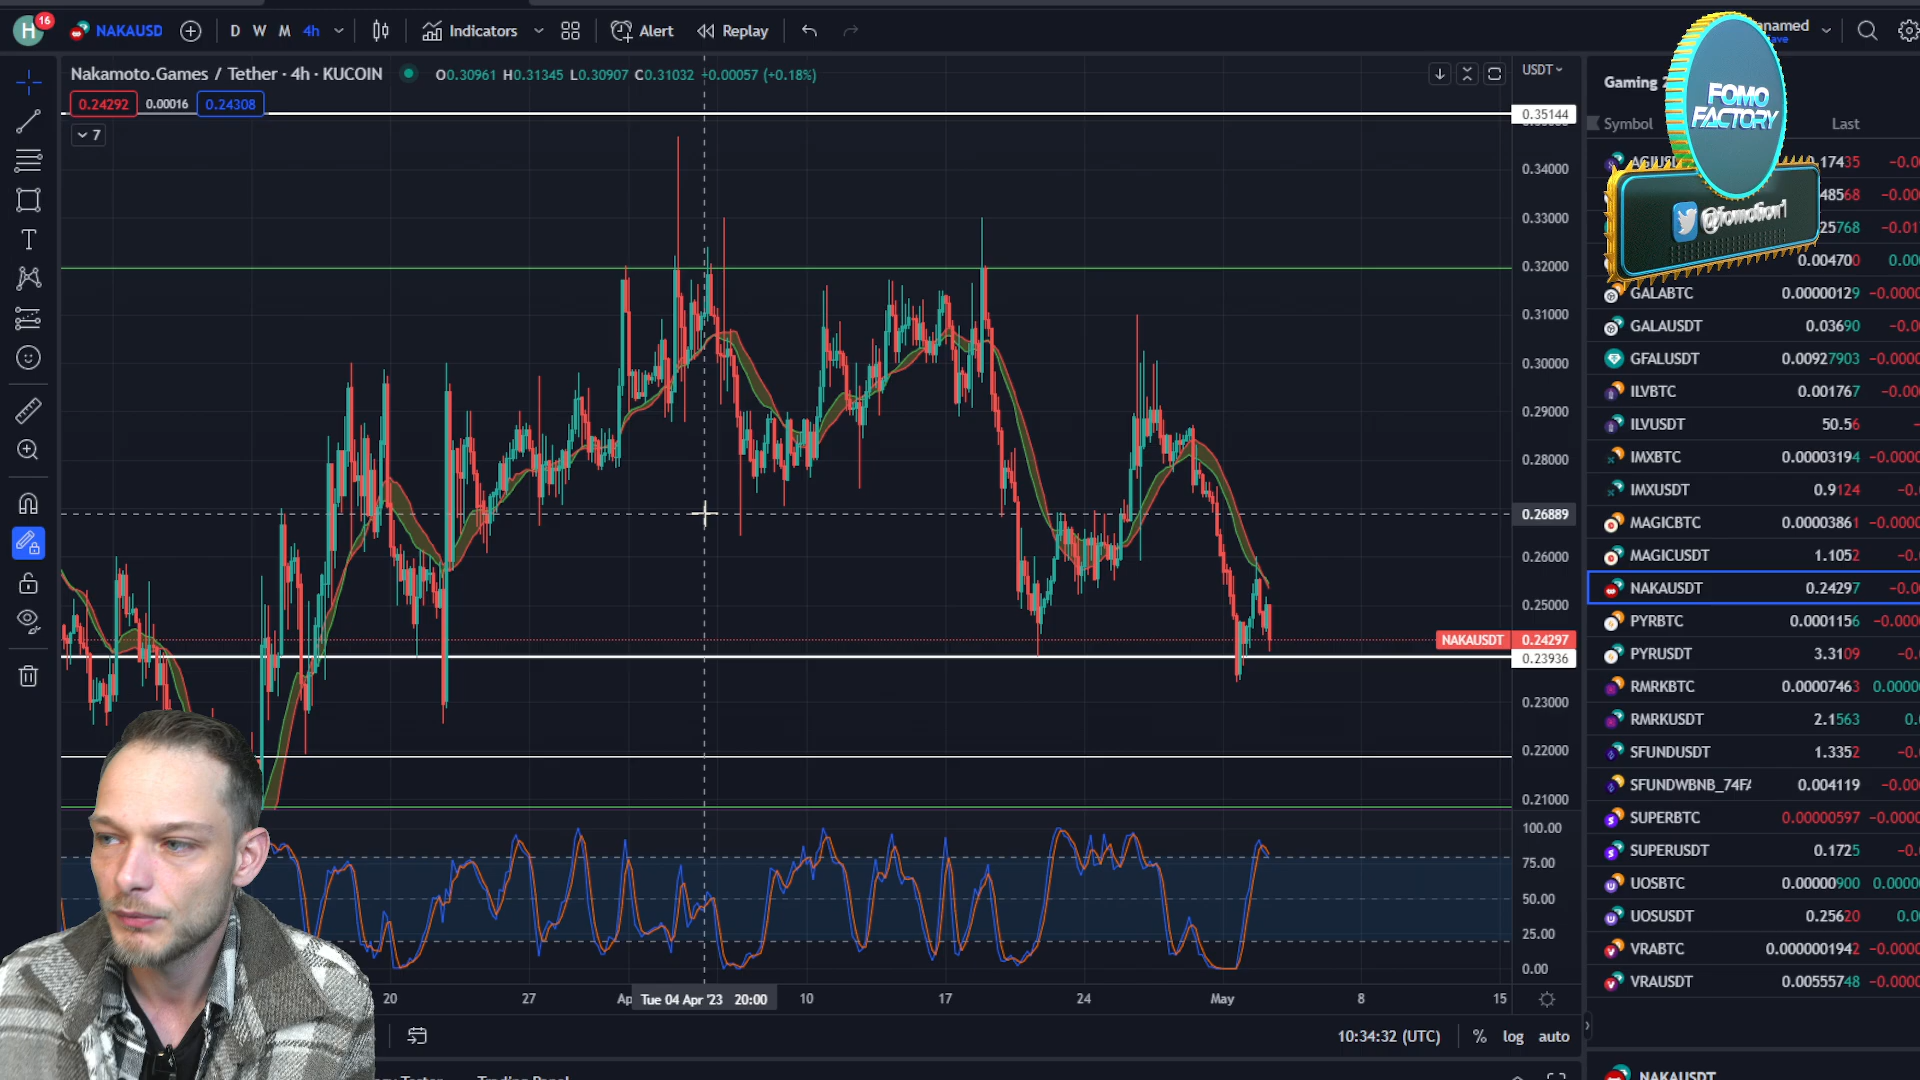 H 16 NAKAUSD D W M 4h Indicators Alert Replay
Nakamoto.Games / Tether · 4h · KUCOIN O0.30961 H0.31345 L0.30907 C0.31032 −0.00057 (+0.18%) USDT
0.24292 0.00016 0.24308
7
0.35144
0.34000
0.33000
0.32000
0.31000
0.30000
0.29000
0.28000
0.26889
0.26000
0.25000
NAKAUSDT 0.24297
0.23936
0.23000
0.22000
0.21000
100.00
75.00
50.00
25.00
0.00
20 27 Tue 04 Apr '23 20:00 10 17 24 May 8 15
10:34:32 (UTC) % log auto
Gaming
Symbol Last
FOMO
FACTORY
GALABTC 0.00000129
GALAUSDT 0.03690
GFALUSDT 0.00927903
ILVBTC 0.001767
ILVUSDT 50.56
IMXBTC 0.00003194
IMXUSDT 0.9124
MAGICBTC 0.00003861
MAGICUSDT 1.1052
NAKAUSDT 0.24297
PYRBTC 0.0001156
PYRUSDT 3.3109
RMRKBTC 0.00007463
RMRKUSDT 2.1563
SFUNDUSDT 1.3352
SFUNDWBNB_74FA 0.004119
SUPERBTC 0.00000597
SUPERUSDT 0.1725
UOSBTC 0.00000900
UOSUSDT 0.25620
VRABTC 0.000000001942
VRAUSDT 0.00555748
NAKAUSDT